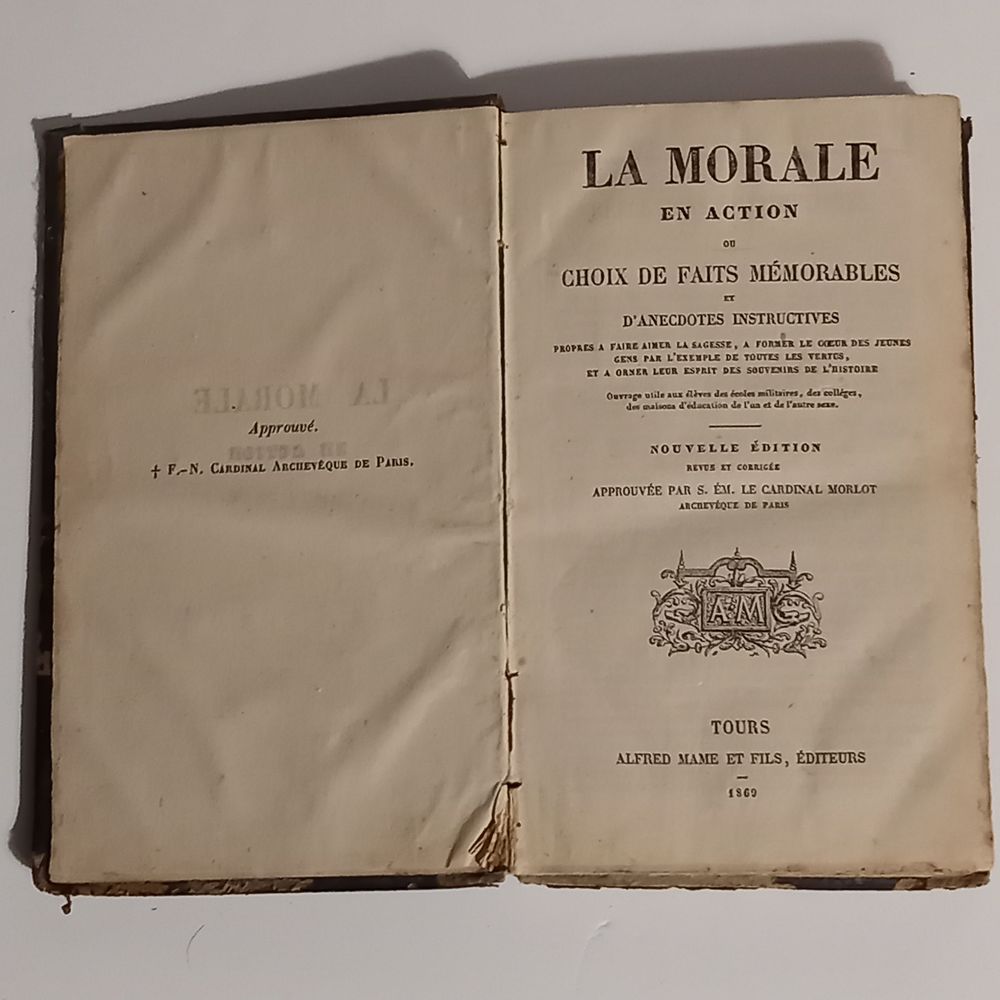 Approuvé.
† F.-N. Cardinal Archevêque de Paris.
LA MORALE
EN ACTION
OU
CHOIX DE FAITS MÉMORABLES
ET
D'ANECDOTES INSTRUCTIVES
PROPRES A FAIRE AIMER LA SAGESSE, A FORMER LE CŒUR DES JEUNES
GENS PAR L'EXEMPLE DE TOUTES LES VERTUS,
ET A ORNER LEUR ESPRIT DES SOUVENIRS DE L'HISTOIRE
Ouvrage utile aux élèves des écoles militaires, des colléges,
des maisons d'éducation de l'un et de l'autre sexe.
NOUVELLE ÉDITION
REVUE ET CORRIGÉE
APPROUVÉE PAR S. ÉM. LE CARDINAL MORLOT
ARCHEVÊQUE DE PARIS
A·M
TOURS
ALFRED MAME ET FILS, ÉDITEURS
1869